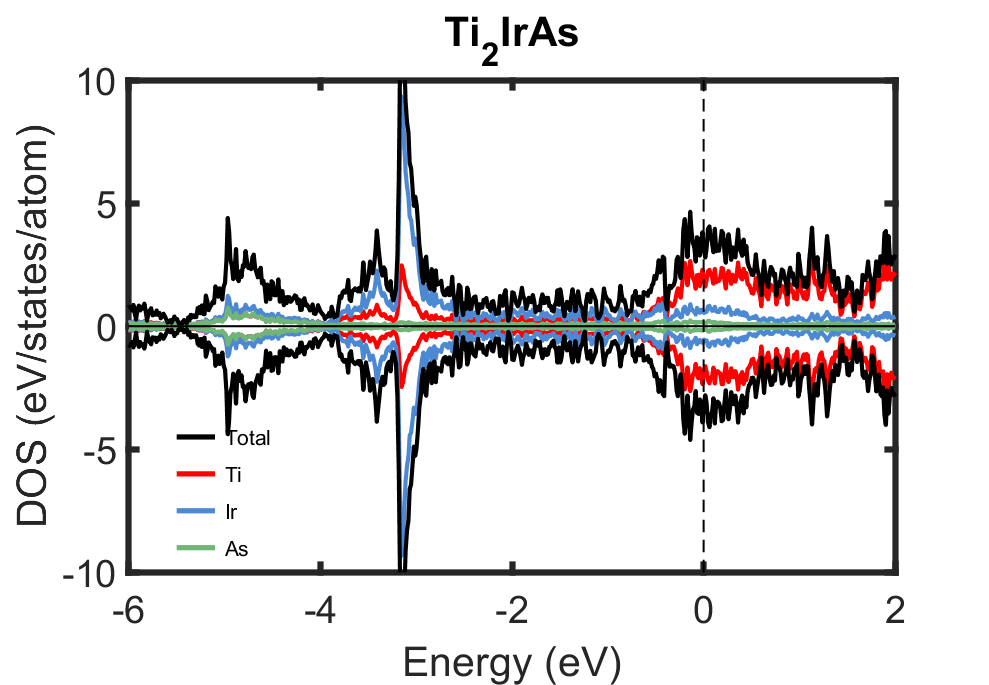 Ti2IrAs
10
5
0
-5
-10
DOS (eV/states/atom)
Total
Ti
Ir
As
-6 -4 -2 0 2
Energy (eV)